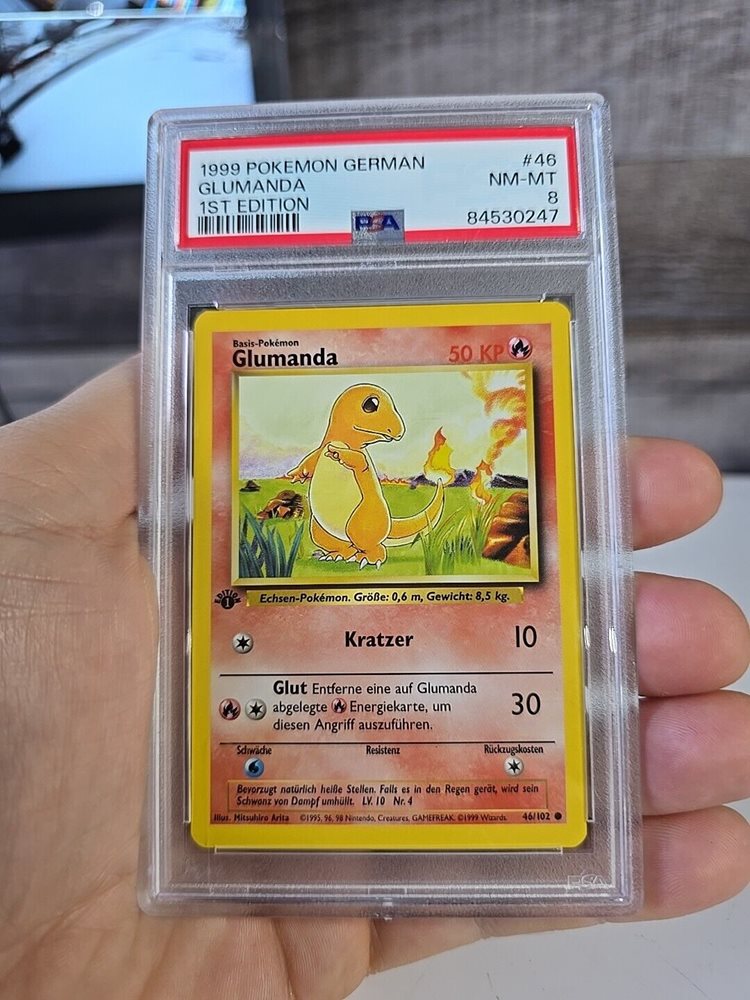 1999 POKEMON GERMAN #46
GLUMANDA NM-MT
1ST EDITION 8
PSA 84530247
Basis-Pokémon
Glumanda 50 KP
EDITION 1
Echsen-Pokémon. Größe: 0,6 m, Gewicht: 8,5 kg.
Kratzer 10
Glut Entferne eine auf Glumanda
abgelegte Energiekarte, um 30
diesen Angriff auszuführen.
Schwäche Resistenz Rückzugskosten
Bevorzugt natürlich heiße Stellen. Falls es in den Regen gerät, wird sein
Schwanz von Dampf umhüllt. LV. 10 Nr. 4
Illus. Mitsuhiro Arita ©1995, 96, 98 Nintendo, Creatures, GAMEFREAK. ©1999 Wizards. 46/102
PSA